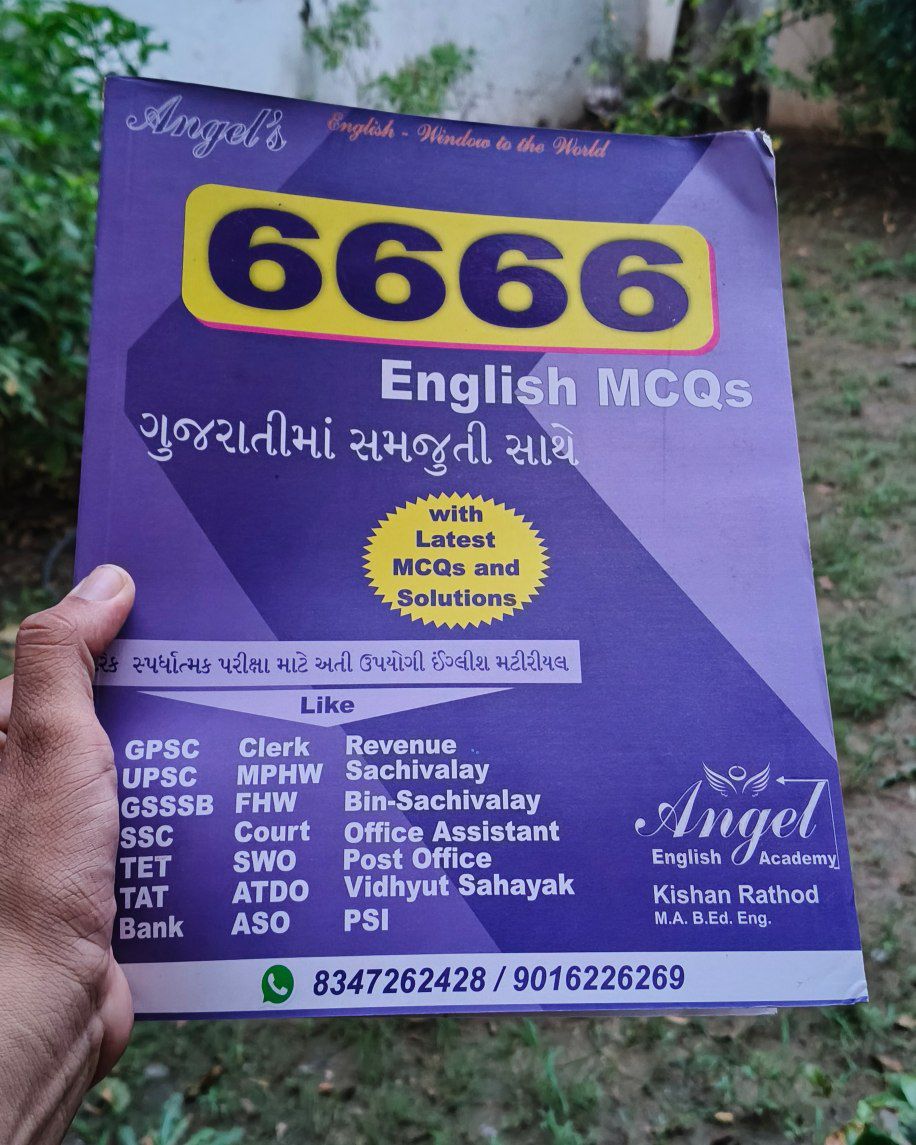 Angel's
English - Window to the World
6666
English MCQs
ગુજરાતીમાં સમજુતી સાથે
with
Latest
MCQs and
Solutions
સ્પર્ધાત્મક પરીક્ષા માટે અતી ઉપયોગી ઈંગ્લીશ મટીરીયલ
Like
GPSC Clerk Revenue
UPSC MPHW Sachivalay
GSSSB FHW Bin-Sachivalay
SSC Court Office Assistant
TET SWO Post Office
TAT ATDO Vidhyut Sahayak
Bank ASO PSI
Angel
English Academy
Kishan Rathod
M.A. B.Ed. Eng.
8347262428 / 9016226269